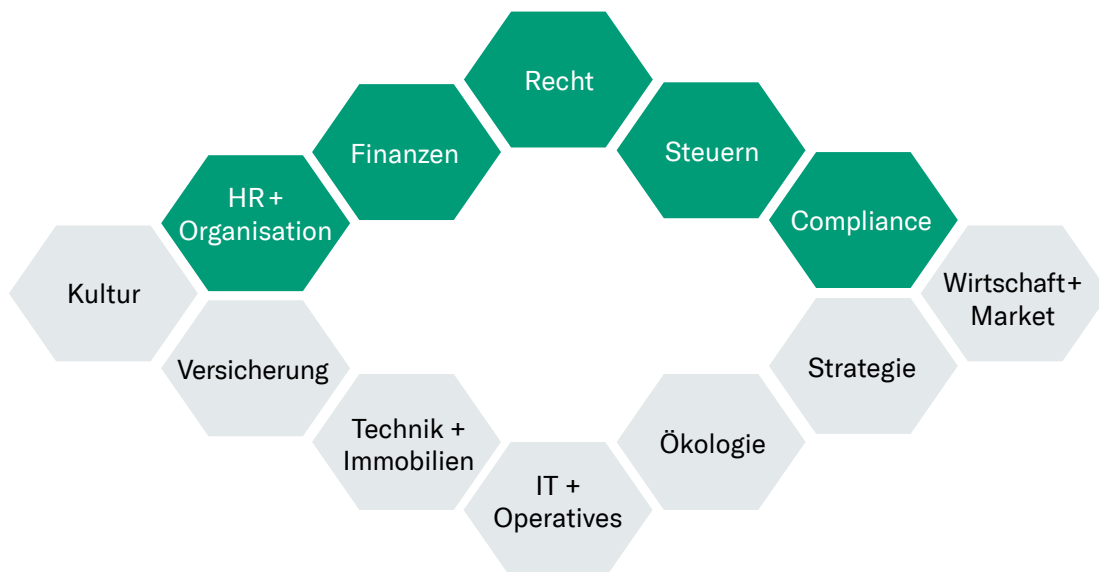 Recht
Finanzen
Steuern
HR +
Organisation
Compliance
Kultur
Wirtschaft +
Market
Versicherung
Strategie
Technik +
Immobilien
Ökologie
IT +
Operatives